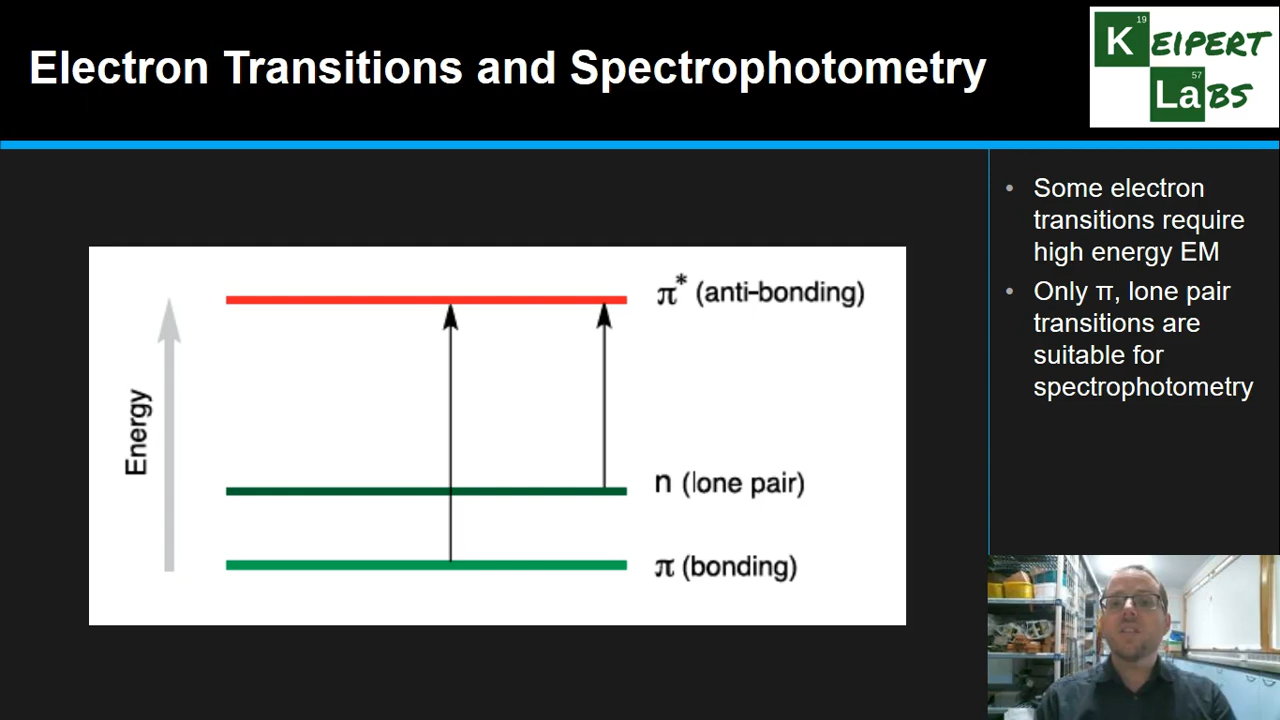 Electron Transitions and Spectrophotometry
19
K EIPERT
57
La BS
• Some electron
transitions require
high energy EM
• Only π, lone pair
transitions are
suitable for
spectrophotometry
Energy
π* (anti-bonding)
n (lone pair)
π (bonding)